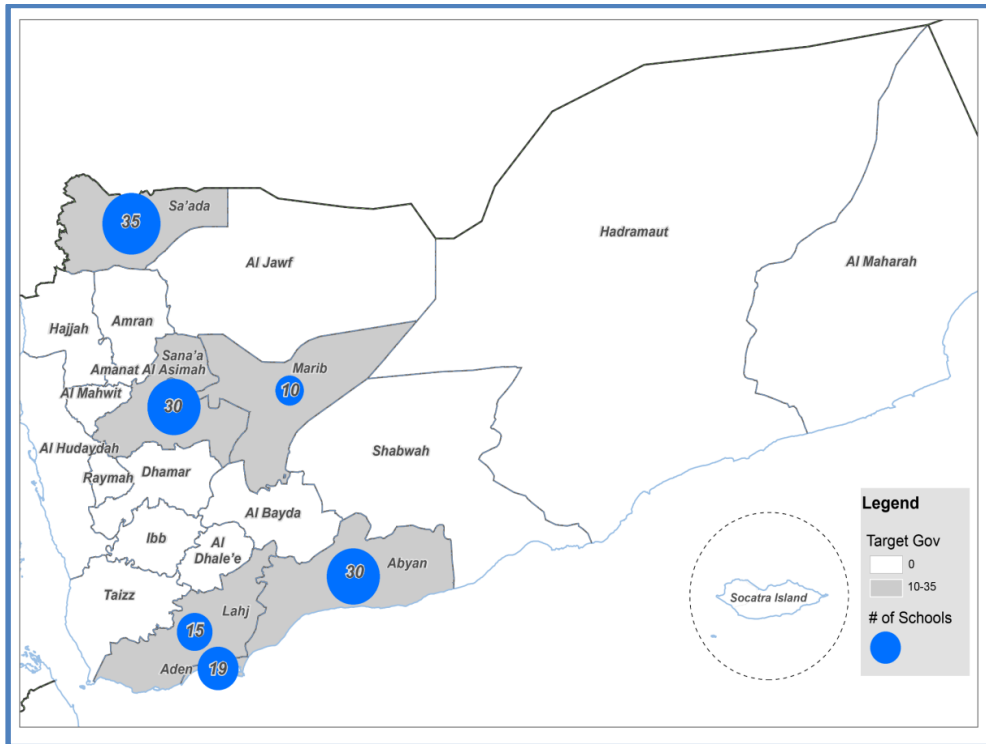 Sa'ada
35
Al Jawf
Hadramaut
Al Maharah
Hajjah
Amran
Sana'a
Amanat Al Asimah
Marib
10
Al Mahwit
30
Al Hudaydah
Raymah
Dhamar
Shabwah
Al Bayda
Ibb
Al
Dhale'e
Abyan
30
Taizz
Lahj
15
Aden
19
Socatra Island
Legend
Target Gov
0
10-35
# of Schools